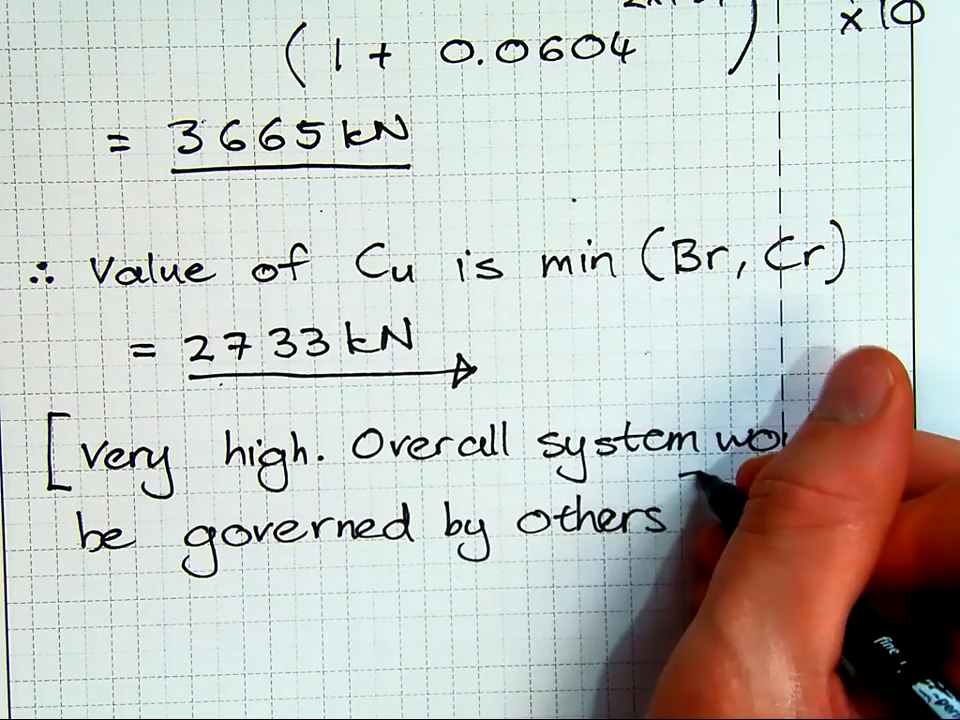 (1 + 0.0604 ) x 10
= 3665 kN
∴ Value of Cu is min (Br, Cr)
= 2733 kN
[very high. Overall system
be governed by others
fine